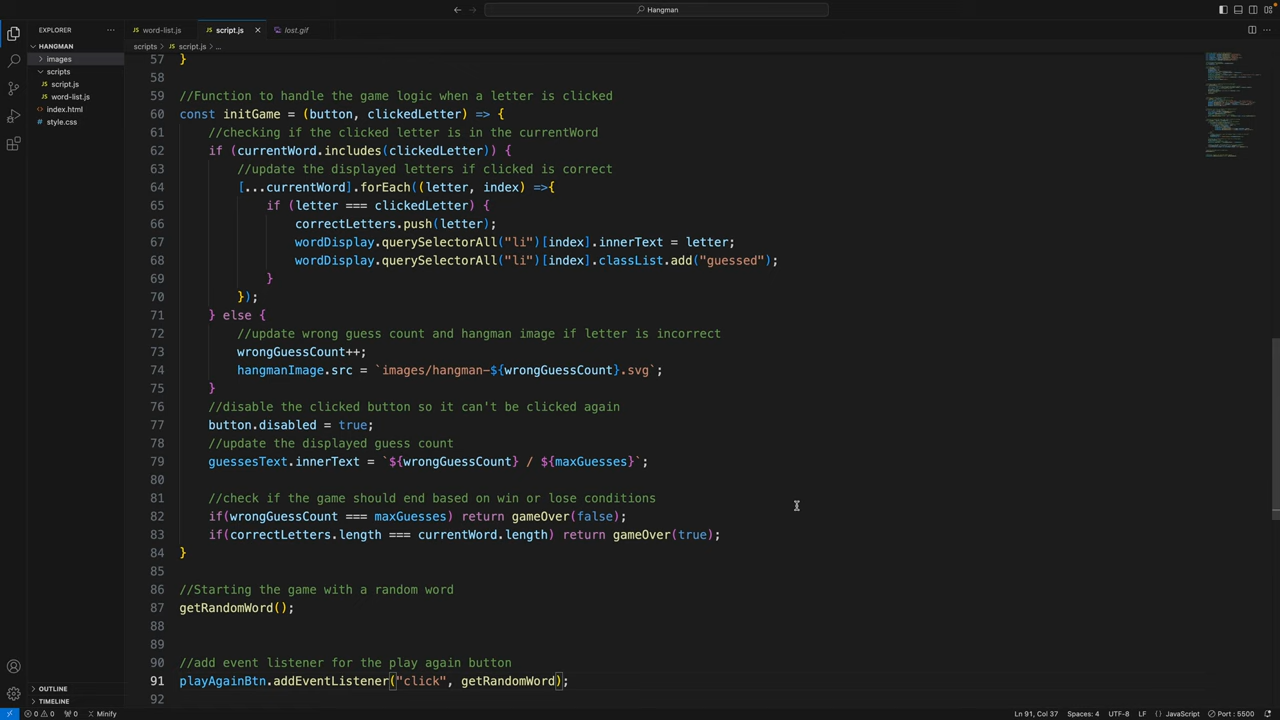 Hangman
EXPLORER
word-list.js
script.js
lost.gif
HANGMAN
scripts > script.js > ...
images
scripts
script.js
word-list.js
index.html
style.css
57 }
58
59 //Function to handle the game logic when a letter is clicked
60 const initGame = (button, clickedLetter) => {
61 //checking if the clicked letter is in the currentWord
62 if (currentWord.includes(clickedLetter)) {
63 //update the displayed letters if clicked is correct
64 [...currentWord].forEach((letter, index) =>{
65 if (letter === clickedLetter) {
66 correctLetters.push(letter);
67 wordDisplay.querySelectorAll("li")[index].innerText = letter;
68 wordDisplay.querySelectorAll("li")[index].classList.add("guessed");
69 }
70 });
71 } else {
72 //update wrong guess count and hangman image if letter is incorrect
73 wrongGuessCount++;
74 hangmanImage.src = `images/hangman-${wrongGuessCount}.svg`;
75 }
76 //disable the clicked button so it can't be clicked again
77 button.disabled = true;
78 //update the displayed guess count
79 guessesText.innerText = `${wrongGuessCount} / ${maxGuesses}`;
80
81 //check if the game should end based on win or lose conditions
82 if(wrongGuessCount === maxGuesses) return gameOver(false);
83 if(correctLetters.length === currentWord.length) return gameOver(true);
84 }
85
86 //Starting the game with a random word
87 getRandomWord();
88
89
90 //add event listener for the play again button
91 playAgainBtn.addEventListener("click", getRandomWord);
92
OUTLINE
TIMELINE
0 0 0 Minify
Ln 91, Col 37 Spaces: 4 UTF-8 LF JavaScript Port : 5500